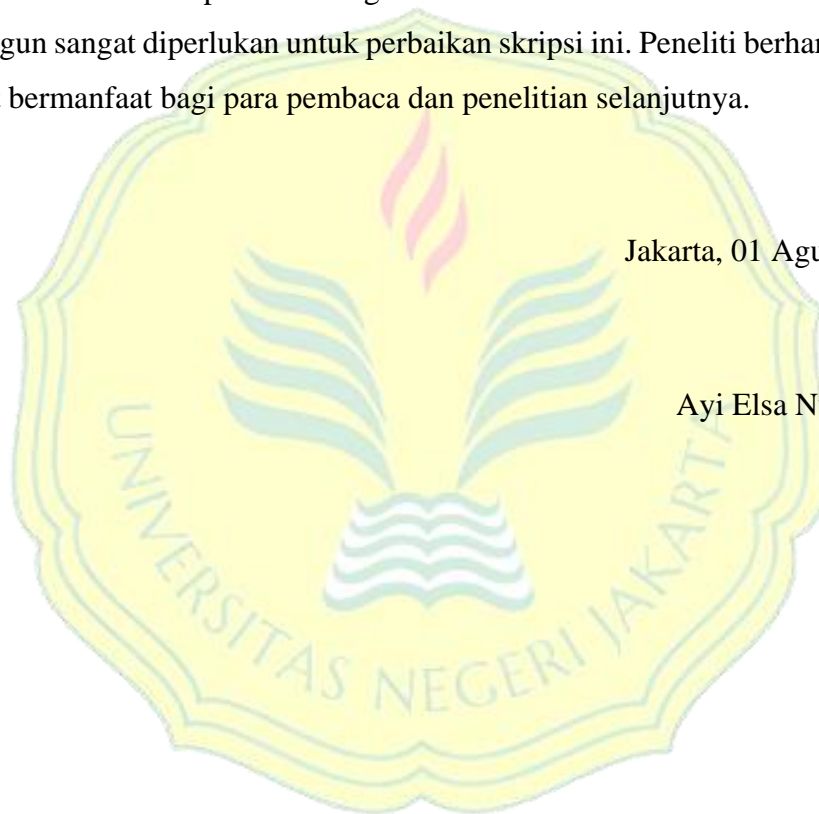 gun sangat diperlukan untuk perbaikan skripsi ini. Peneliti berhar
bermanfaat bagi para pembaca dan penelitian selanjutnya.
Jakarta, 01 Agu
Ayi Elsa N
UNIVERSITAS NEGERI JAKARTA